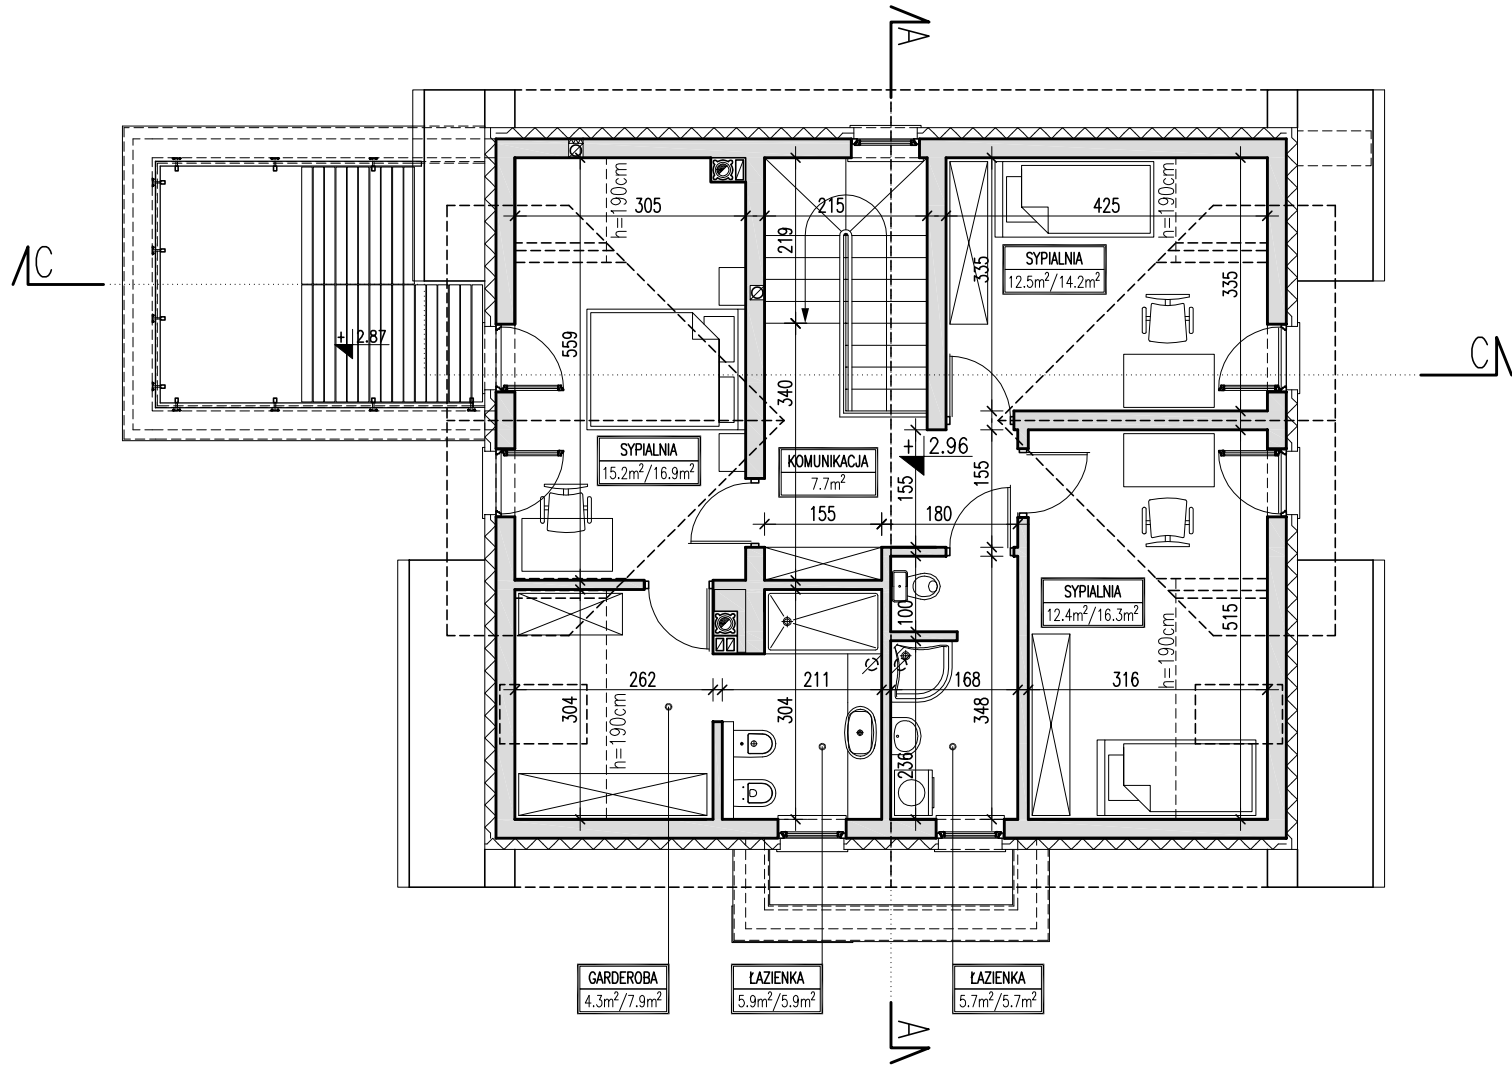 A
h=190cm
h=190cm
305
215
425
219
SYPIALNIA
12.5m²/14.2m²
335
335
C
+ 2.87
559
C
340
SYPIALNIA
15.2m²/16.9m²
KOMUNIKACJA
7.7m²
+ 2.96
155
155
155
180
SYPIALNIA
12.4m²/16.3m²
100
515
h=190cm
262
211
168
316
304
h=190cm
304
348
236
GARDEROBA
4.3m²/7.9m²
ŁAZIENKA
5.9m²/5.9m²
ŁAZIENKA
5.7m²/5.7m²
A